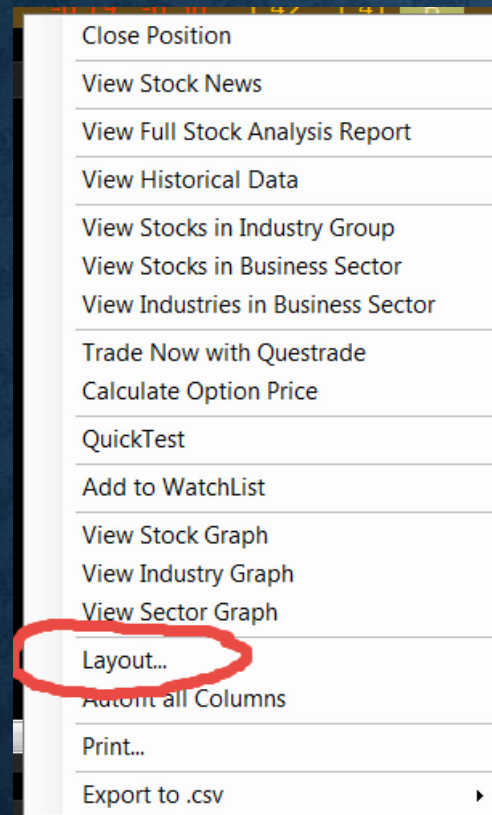 Close Position
View Stock News
View Full Stock Analysis Report
View Historical Data
View Stocks in Industry Group
View Stocks in Business Sector
View Industries in Business Sector
Trade Now with Questrade
Calculate Option Price
QuickTest
Add to WatchList
View Stock Graph
View Industry Graph
View Sector Graph
Layout...
Autofit all Columns
Print...
Export to .csv